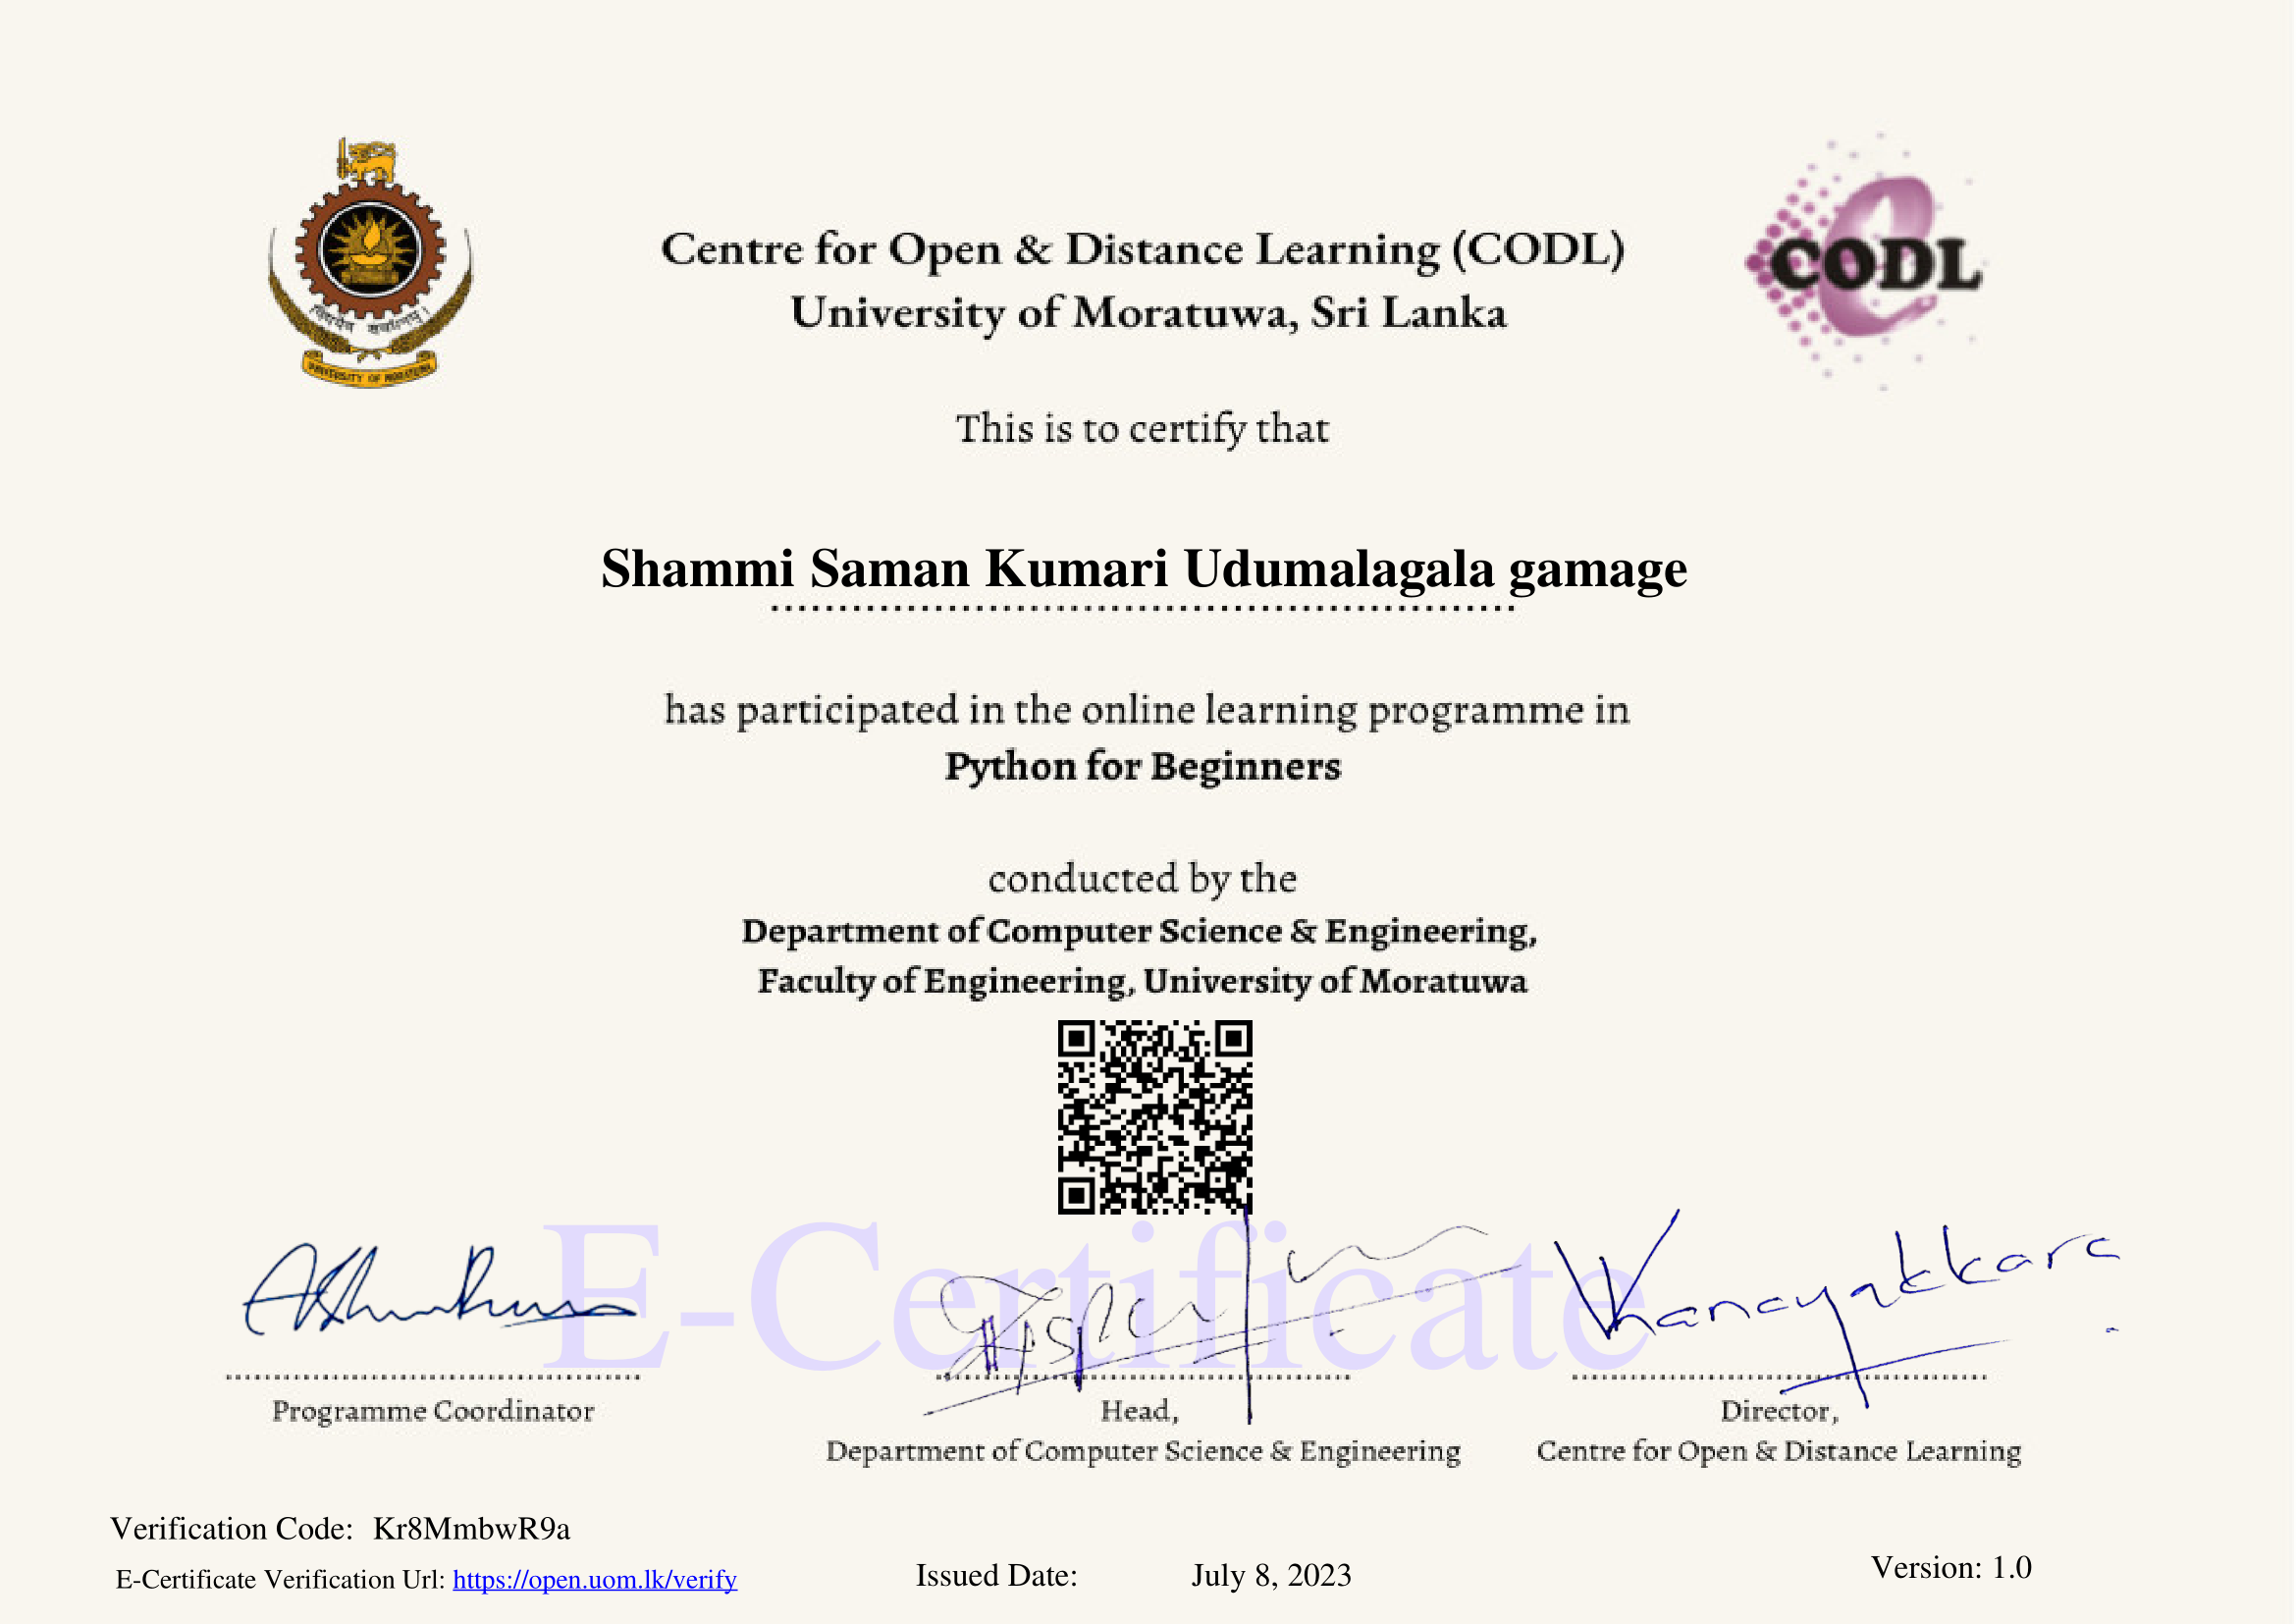 Centre for Open & Distance Learning (CODL)
University of Moratuwa, Sri Lanka
CODL
UNIVERSITY OF MORATUWA
This is to certify that
Shammi Saman Kumari Udumalagala gamage
has participated in the online learning programme in
Python for Beginners
conducted by the
Department of Computer Science & Engineering,
Faculty of Engineering, University of Moratuwa
E-Certificate
Programme Coordinator
Head,
Department of Computer Science & Engineering
Director,
Centre for Open & Distance Learning
Verification Code: Kr8MmbwR9a
E-Certificate Verification Url: https://open.uom.lk/verify
Issued Date: July 8, 2023
Version: 1.0